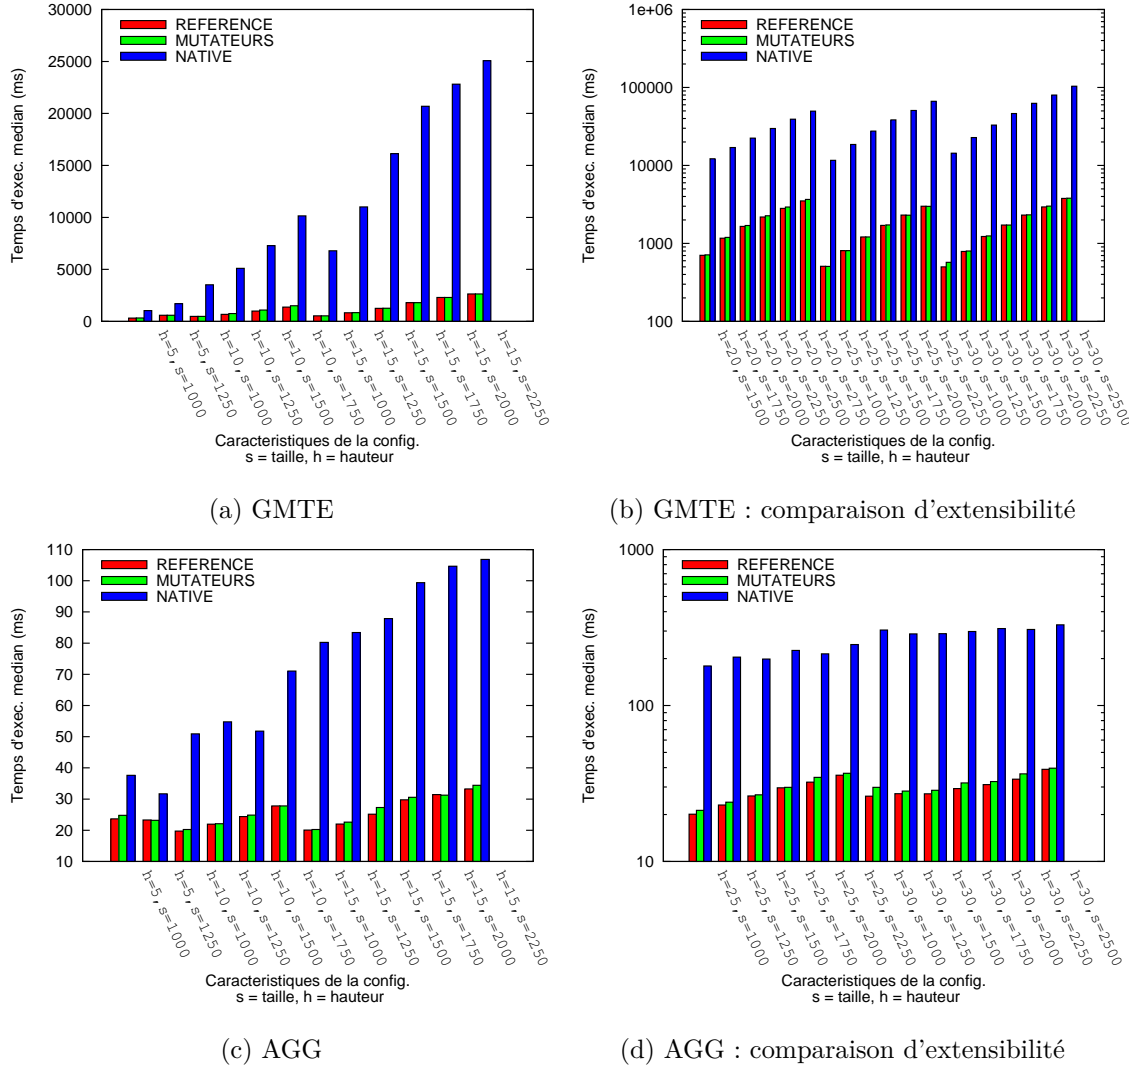 30000
25000
20000
15000
10000
5000
0
Temps d'exec. median (ms)
REFERENCE
MUTATEURS
NATIVE
h=5,s=1000
h=5,s=1250
h=10,s=1000
h=10,s=1250
h=10,s=1500
h=10,s=1750
h=15,s=1000
h=15,s=1250
h=15,s=1500
h=15,s=1750
h=15,s=2000
h=15,s=2250
Caracteristiques de la config.
s = taille, h = hauteur
(a) GMTE
1e+06
100000
10000
1000
100
Temps d'exec. median (ms)
REFERENCE
MUTATEURS
NATIVE
h=20,s=1500
h=20,s=1750
h=20,s=2000
h=20,s=2250
h=20,s=2500
h=25,s=1000
h=25,s=1250
h=25,s=1500
h=25,s=1750
h=25,s=2000
h=25,s=2250
h=30,s=1000
h=30,s=1250
h=30,s=1500
h=30,s=1750
h=30,s=2000
h=30,s=2250
h=30,s=2500
Caracteristiques de la config.
s = taille, h = hauteur
(b) GMTE : comparaison d'extensibilité
110
100
90
80
70
60
50
40
30
20
10
Temps d'exec. median (ms)
REFERENCE
MUTATEURS
NATIVE
h=5,s=1000
h=5,s=1250
h=10,s=1000
h=10,s=1250
h=10,s=1500
h=10,s=1750
h=15,s=1000
h=15,s=1250
h=15,s=1500
h=15,s=1750
h=15,s=2000
h=15,s=2250
Caracteristiques de la config.
s = taille, h = hauteur
(c) AGG
1000
100
10
Temps d'exec. median (ms)
REFERENCE
MUTATEURS
NATIVE
h=25,s=1000
h=25,s=1250
h=25,s=1500
h=25,s=1750
h=25,s=2000
h=25,s=2250
h=30,s=1000
h=30,s=1250
h=30,s=1500
h=30,s=1750
h=30,s=2000
h=30,s=2250
h=30,s=2500
Caracteristiques de la config.
s = taille, h = hauteur
(d) AGG : comparaison d'extensibilité